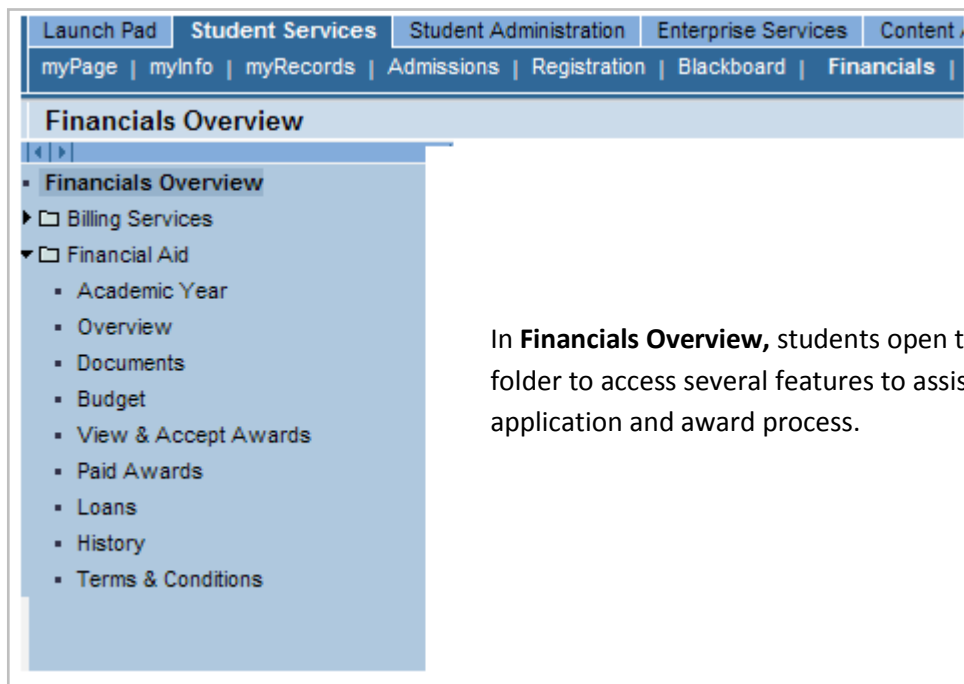 Launch Pad Student Services Student Administration Enterprise Services Content
myPage | myInfo | myRecords | Admissions | Registration | Blackboard | Financials |
Financials Overview
Financials Overview
Billing Services
Financial Aid
Academic Year
Overview
Documents
Budget
View & Accept Awards
Paid Awards
Loans
History
Terms & Conditions
In Financials Overview, students open t
folder to access several features to assis
application and award process.